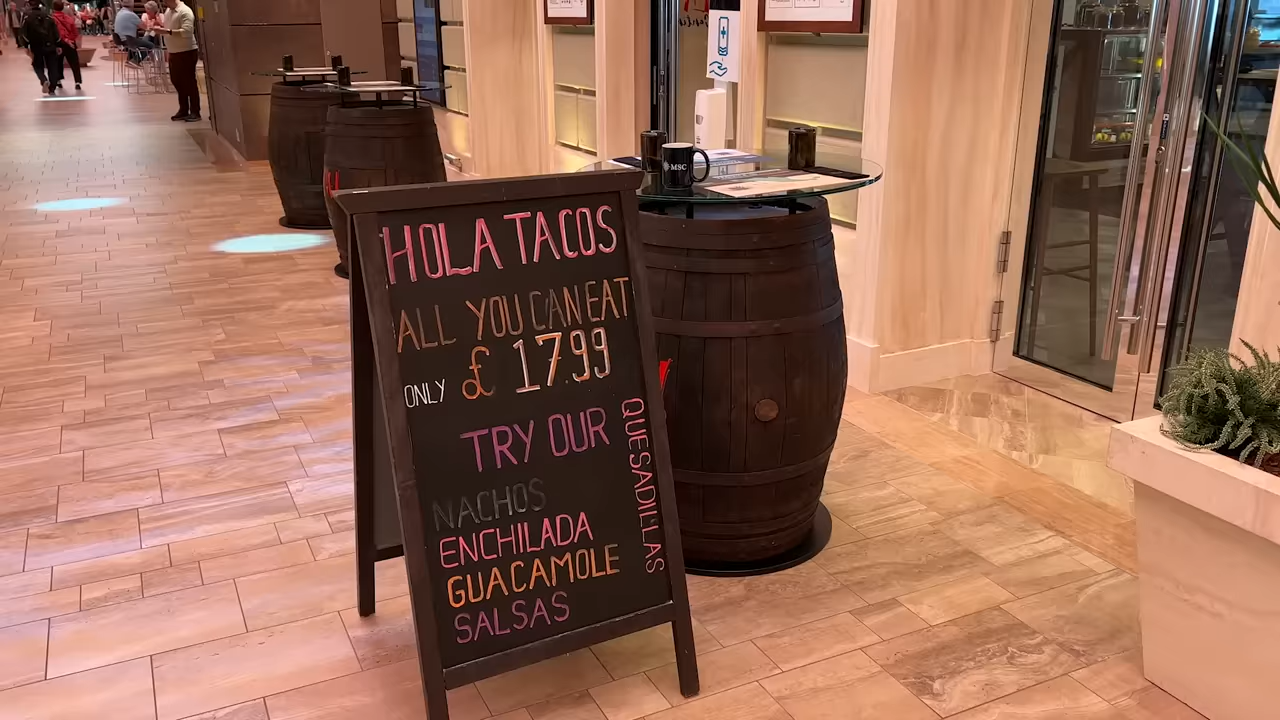 HOLA TACOS
ALL YOU CAN EAT
ONLY £ 17.99
TRY OUR
QUESADILLAS
NACHOS
ENCHILADA
GUACAMOLE
SALSAS
MSC